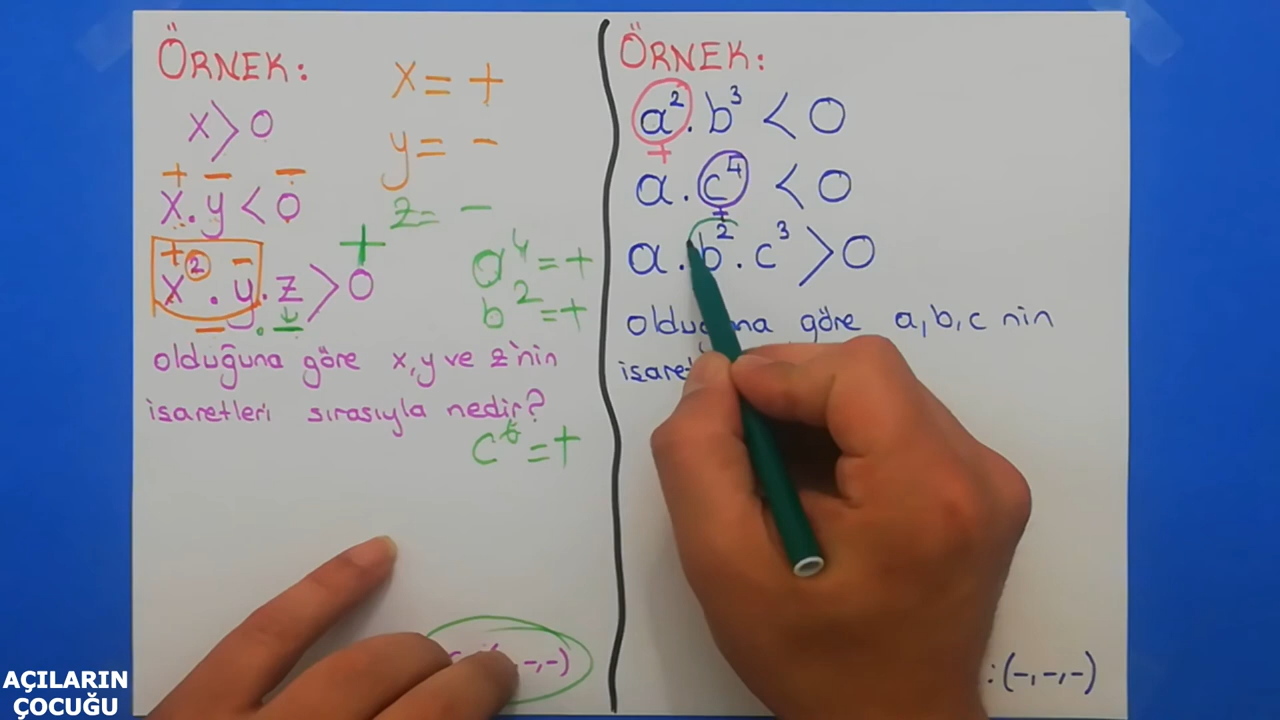 ÖRNEK:
x > 0
+ - -
x.y < 0
+ - +
x². y. z > 0
- . -
olduğuna göre x, y ve z'nin
işaretleri sırasıyla nedir?
x = +
y = -
z = -
a⁴ = +
b² = +
c⁶ = +
,-,-)
ÖRNEK:
a². b³ < 0
+
a. c⁴ < 0
+
a. b². c³ > 0
olduğuna göre a, b, c nin
:(-,-,-)
AÇILARIN
ÇOCUĞU